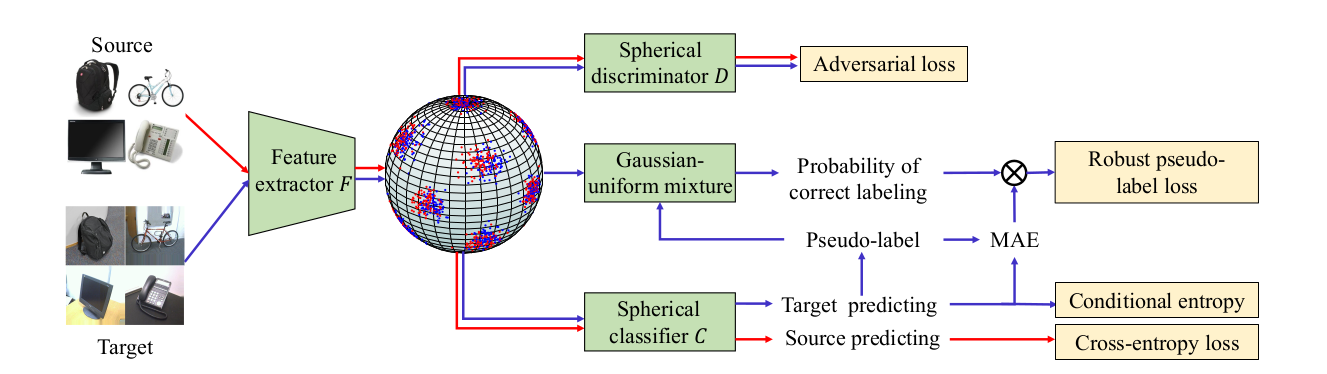 Source
Target
Feature
extractor F
Spherical
discriminator D
Adversarial loss
Gaussian-
uniform mixture
Probability of
correct labeling
Robust pseudo-
label loss
Pseudo-label
MAE
Spherical
classifier C
Target predicting
Conditional entropy
Source predicting
Cross-entropy loss